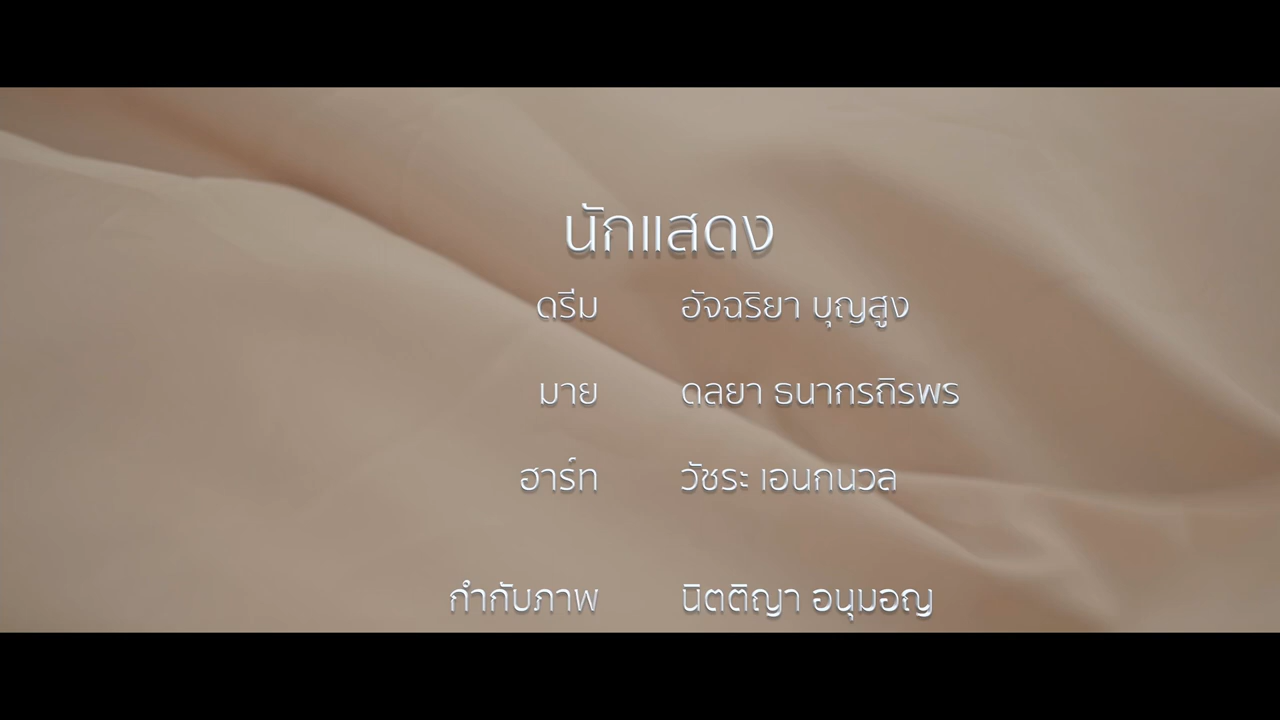 นักแสดง
ดรีม อัจฉริยา บุญสูง
มาย ดลยา ธนากรถิรพร
ฮาร์ท วัชระ เอนกนวล
กำกับภาพ นิตติญา อนุมอญ